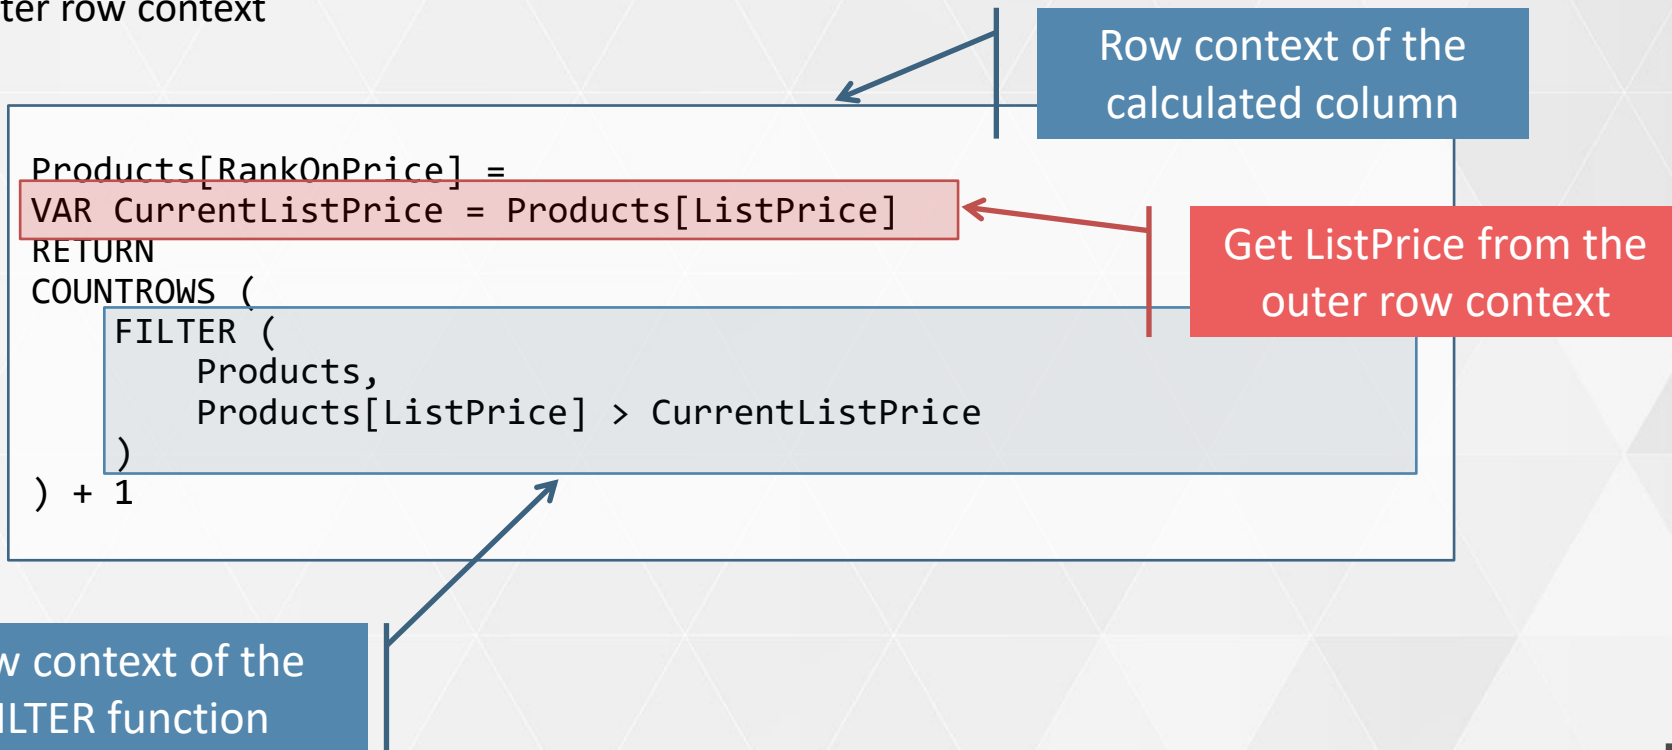 ter row context
Row context of the
calculated column
Products[RankOnPrice] =
VAR CurrentListPrice = Products[ListPrice]
Get ListPrice from the
outer row context
RETURN
COUNTROWS (
FILTER (
Products,
Products[ListPrice] > CurrentListPrice
)
) + 1
w context of the
ILTER function